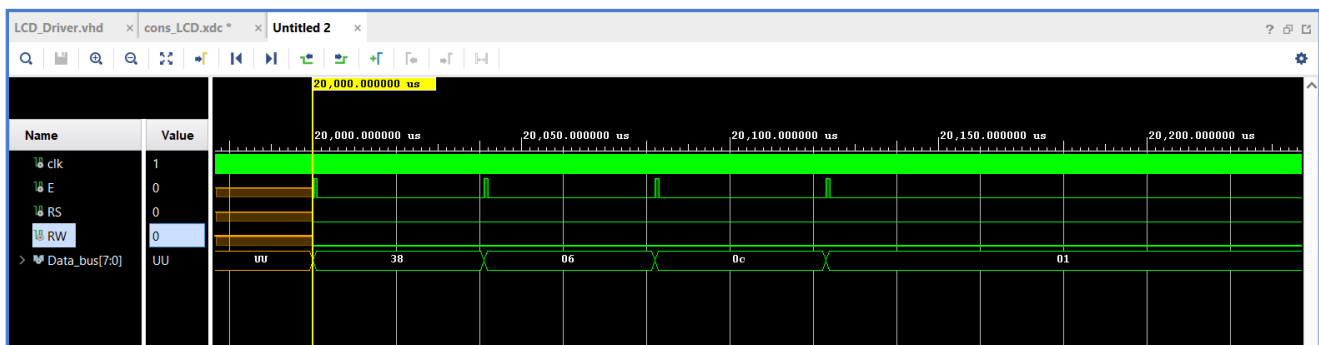 LCD_Driver.vhd × cons_LCD.xdc * × Untitled 2 ×
?
20,000.000000 us
Name Value
20,000.000000 us 20,050.000000 us 20,100.000000 us 20,150.000000 us 20,200.000000 us
clk 1
E 0
RS 0
RW 0
> Data_bus[7:0] UU UU 38 06 0c 01